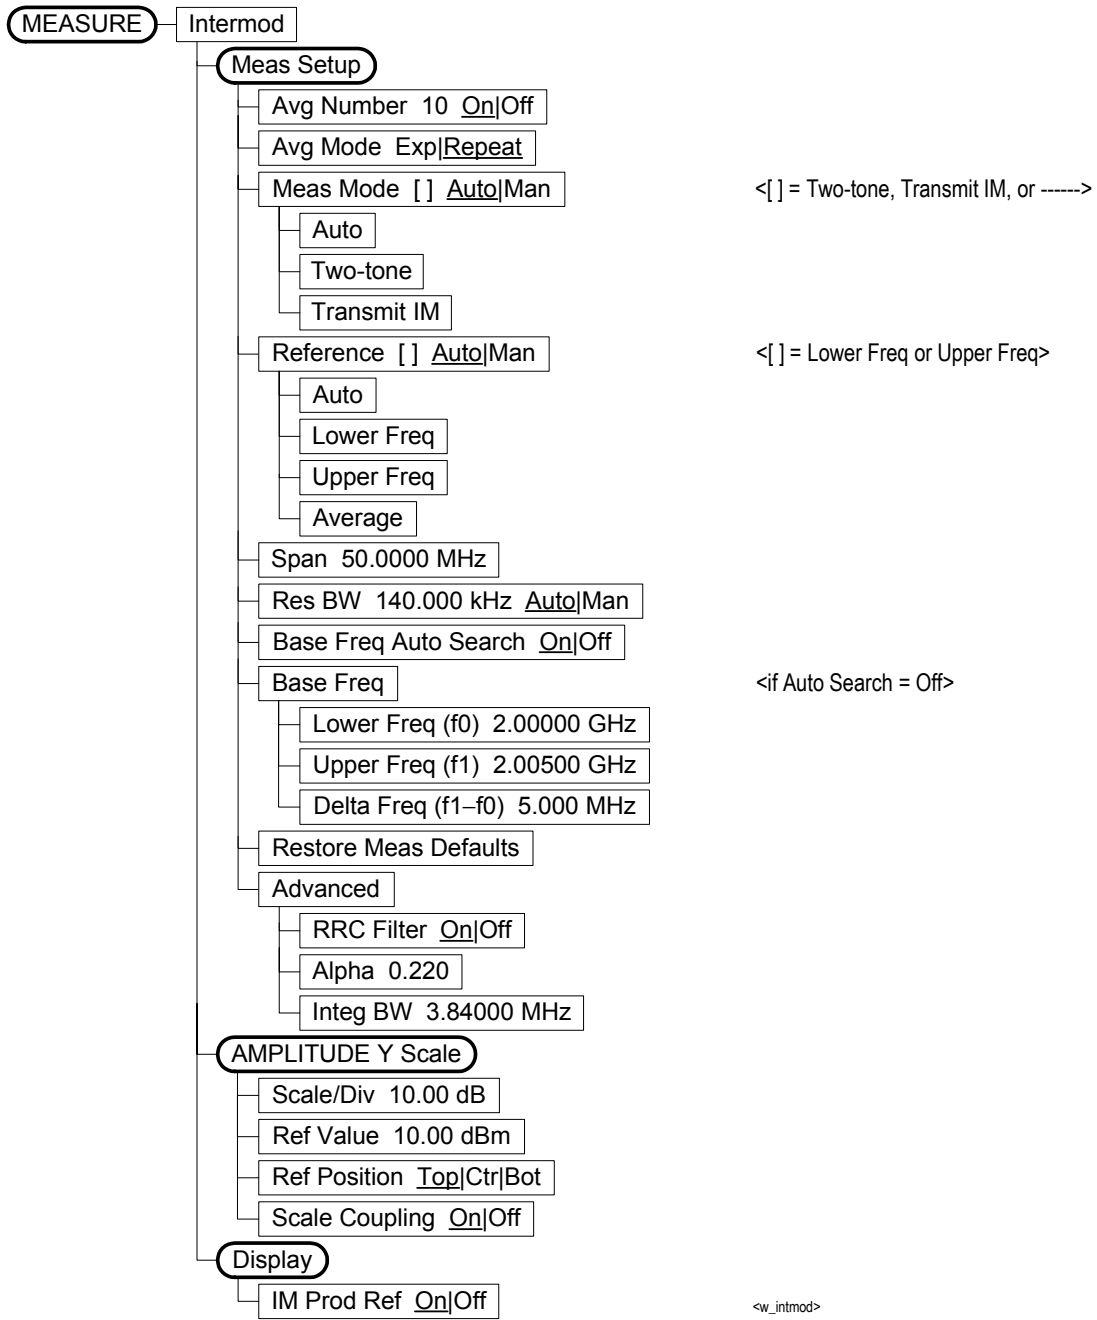 MEASURE Intermod
Meas Setup
Avg Number 10 On|Off
Avg Mode Exp|Repeat
Meas Mode [ ] Auto|Man <[ ] = Two-tone, Transmit IM, or ------>
Auto
Two-tone
Transmit IM
Reference [ ] Auto|Man <[ ] = Lower Freq or Upper Freq>
Auto
Lower Freq
Upper Freq
Average
Span 50.0000 MHz
Res BW 140.000 kHz Auto|Man
Base Freq Auto Search On|Off
Base Freq <if Auto Search = Off>
Lower Freq (f0) 2.00000 GHz
Upper Freq (f1) 2.00500 GHz
Delta Freq (f1–f0) 5.000 MHz
Restore Meas Defaults
Advanced
RRC Filter On|Off
Alpha 0.220
Integ BW 3.84000 MHz
AMPLITUDE Y Scale
Scale/Div 10.00 dB
Ref Value 10.00 dBm
Ref Position Top|Ctr|Bot
Scale Coupling On|Off
Display
IM Prod Ref On|Off <w_intmod>